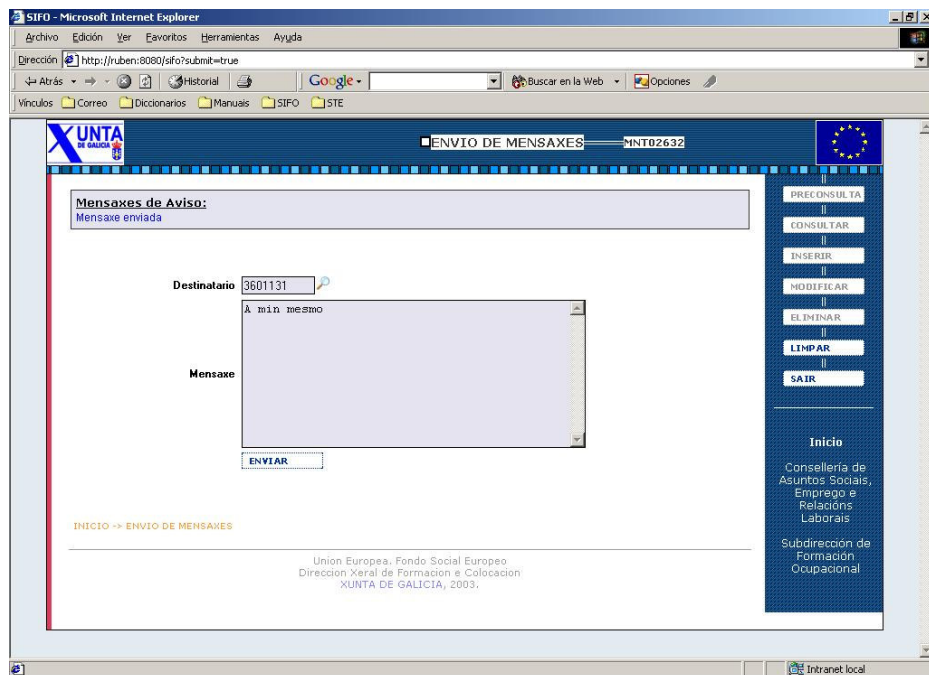 SIFO - Microsoft Internet Explorer
Archivo Edición Ver Favoritos Herramientas Ayuda
Dirección http://ruben:8080/sifo?submit=true
Atrás Historial Google Buscar en la Web Opciones
Vínculos Correo Diccionarios Manuais SIFO STE
XUNTA
DE GALICIA
ENVIO DE MENSAXES MNT02632
Mensaxes de Aviso:
Mensaxe enviada
Destinatario 3601131
Mensaxe
A min mesmo
ENVIAR
INICIO -> ENVIO DE MENSAXES
Union Europea. Fondo Social Europeo
Direccion Xeral de Formacion e Colocacion
XUNTA DE GALICIA, 2003.
PRECONSULTA
CONSULTAR
INSERIR
MODIFICAR
ELIMINAR
LIMPAR
SAIR
Inicio
Consellería de
Asuntos Sociais,
Emprego e
Relacións
Laborais
Subdirección de
Formación
Ocupacional
Intranet local